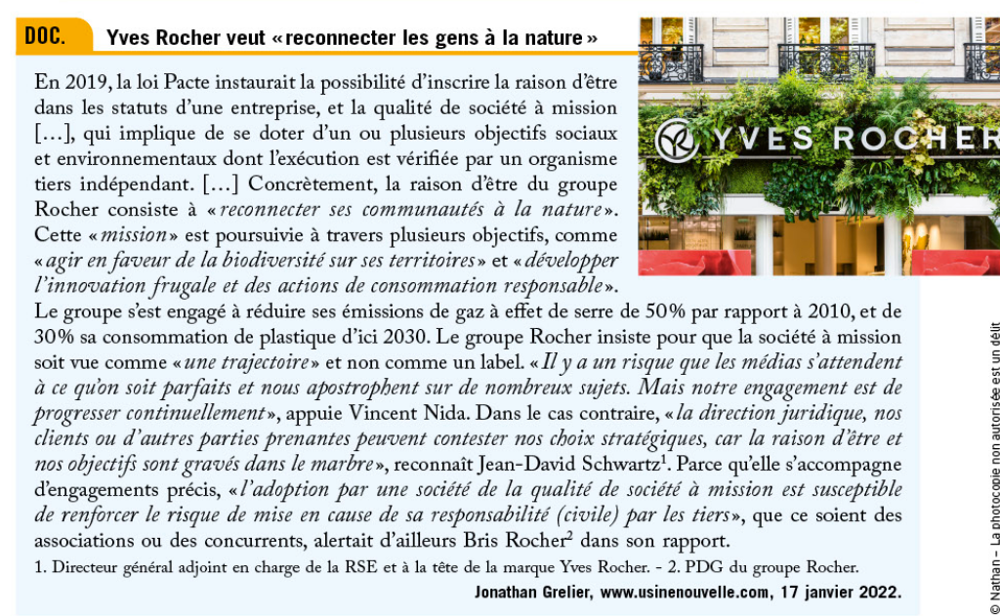 DOC. Yves Rocher veut « reconnecter les gens à la nature »
En 2019, la loi Pacte instaurait la possibilité d'inscrire la raison d'être
dans les statuts d'une entreprise, et la qualité de société à mission
[…], qui implique de se doter d'un ou plusieurs objectifs sociaux
et environnementaux dont l'exécution est vérifiée par un organisme
tiers indépendant. […] Concrètement, la raison d'être du groupe
Rocher consiste à « reconnecter ses communautés à la nature ».
Cette « mission » est poursuivie à travers plusieurs objectifs, comme
« agir en faveur de la biodiversité sur ses territoires » et « développer
l'innovation frugale et des actions de consommation responsable ».
Le groupe s'est engagé à réduire ses émissions de gaz à effet de serre de 50 % par rapport à 2010, et de
30 % sa consommation de plastique d'ici 2030. Le groupe Rocher insiste pour que la société à mission
soit vue comme « une trajectoire » et non comme un label. « Il y a un risque que les médias s'attendent
à ce qu'on soit parfaits et nous apostrophent sur de nombreux sujets. Mais notre engagement est de
progresser continuellement », appuie Vincent Nida. Dans le cas contraire, « la direction juridique, nos
clients ou d'autres parties prenantes peuvent contester nos choix stratégiques, car la raison d'être et
nos objectifs sont gravés dans le marbre », reconnaît Jean-David Schwartz¹. Parce qu'elle s'accompagne
d'engagements précis, « l'adoption par une société de la qualité de société à mission est susceptible
de renforcer le risque de mise en cause de sa responsabilité (civile) par les tiers », que ce soient des
associations ou des concurrents, alertait d'ailleurs Bris Rocher² dans son rapport.
1. Directeur général adjoint en charge de la RSE et à la tête de la marque Yves Rocher. - 2. PDG du groupe Rocher.
Jonathan Grelier, www.usinenouvelle.com, 17 janvier 2022.
YVES ROCHER
© Nathan – La photocopie non autorisée est un délit